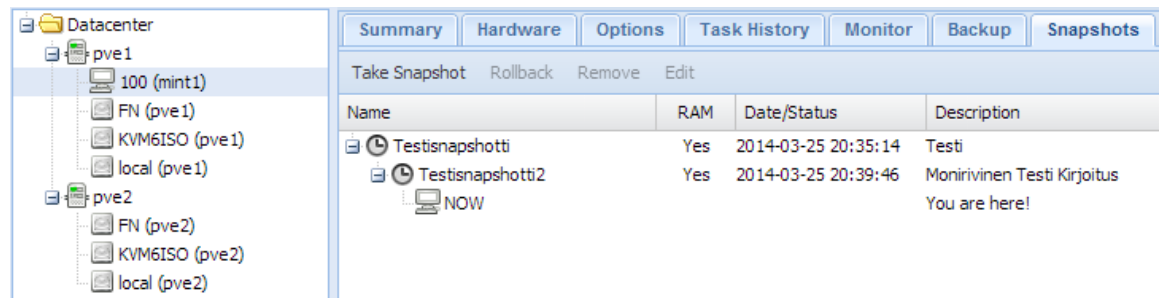 Datacenter
pve1
100 (mint1)
FN (pve1)
KVM6ISO (pve1)
local (pve1)
pve2
FN (pve2)
KVM6ISO (pve2)
local (pve2)
Summary Hardware Options Task History Monitor Backup Snapshots
Take Snapshot Rollback Remove Edit
Name RAM Date/Status Description
Testisnapshotti Yes 2014-03-25 20:35:14 Testi
Testisnapshotti2 Yes 2014-03-25 20:39:46 Monirivinen Testi Kirjoitus
NOW You are here!